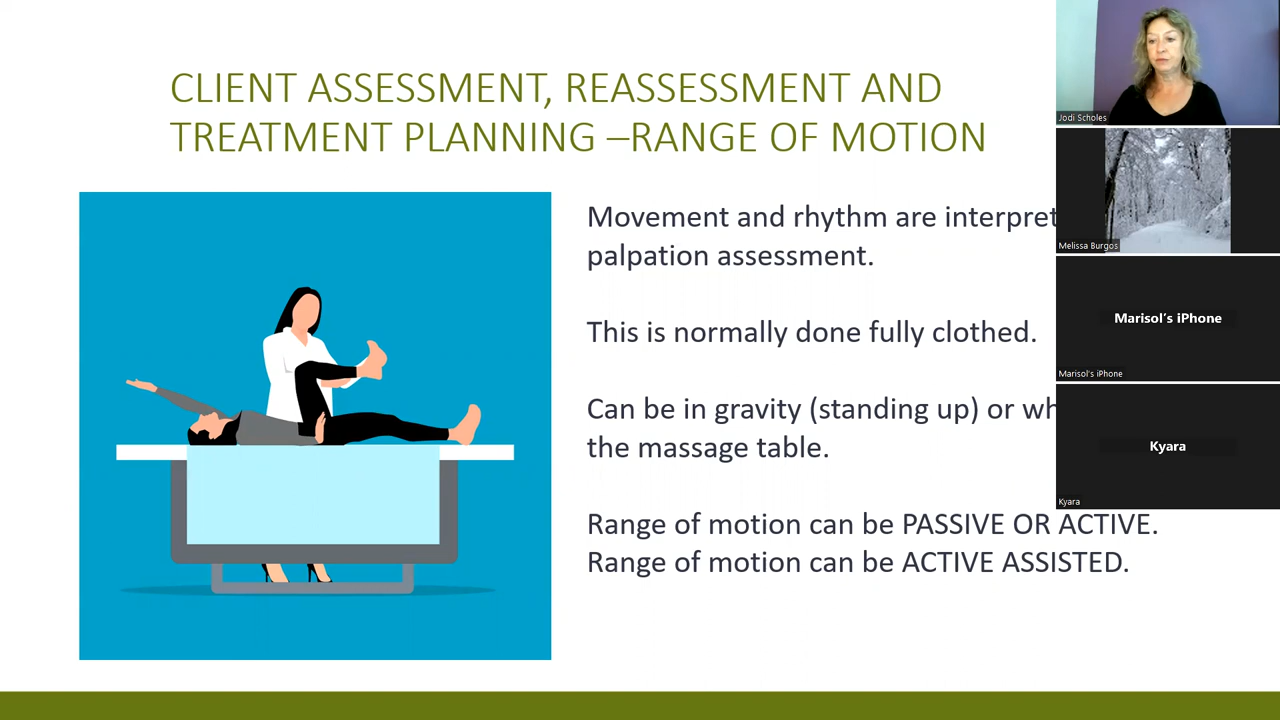 CLIENT ASSESSMENT, REASSESSMENT AND
TREATMENT PLANNING –RANGE OF MOTION
Movement and rhythm are
palpation assessment.
This is normally done fully clothed.
Can be in gravity (standing up) or
the massage table.
Range of motion can be PASSIVE OR ACTIVE.
Range of motion can be ACTIVE ASSISTED.
Jodi Scholes
Melissa Burgos
Marisol's iPhone
Marisol's iPhone
Kyara
Kyara